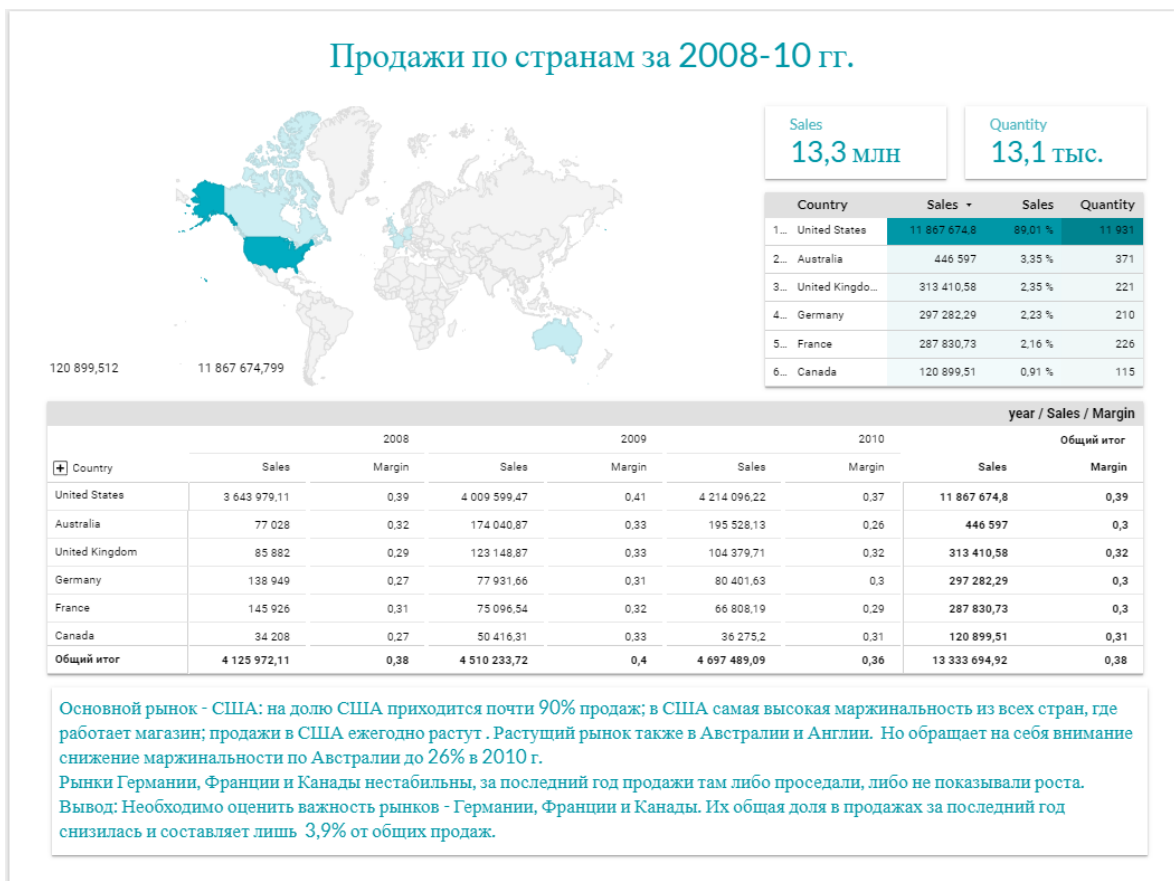 Продажи по странам за 2008-10 гг.
Sales
13,3 млн
Quantity
13,1 тыс.
Country Sales Sales Quantity
1... United States 11 867 674,8 89,01 % 11 931
2... Australia 446 597 3,35 % 371
3... United Kingdo... 313 410,58 2,35 % 221
4... Germany 297 282,29 2,23 % 210
5... France 287 830,73 2,16 % 226
6... Canada 120 899,51 0,91 % 115
120 899,512 11 867 674,799
year / Sales / Margin
2008 2009 2010 Общий итог
Country Sales Margin Sales Margin Sales Margin Sales Margin
United States 3 643 979,11 0,39 4 009 599,47 0,41 4 214 096,22 0,37 11 867 674,8 0,39
Australia 77 028 0,32 174 040,87 0,33 195 528,13 0,26 446 597 0,3
United Kingdom 85 882 0,29 123 148,87 0,33 104 379,71 0,32 313 410,58 0,32
Germany 138 949 0,27 77 931,66 0,31 80 401,63 0,3 297 282,29 0,3
France 145 926 0,31 75 096,54 0,32 66 808,19 0,29 287 830,73 0,3
Canada 34 208 0,27 50 416,31 0,33 36 275,2 0,31 120 899,51 0,31
Общий итог 4 125 972,11 0,38 4 510 233,72 0,4 4 697 489,09 0,36 13 333 694,92 0,38
Основной рынок - США: на долю США приходится почти 90% продаж; в США самая высокая маржинальность из всех стран, где
работает магазин; продажи в США ежегодно растут . Растущий рынок также в Австралии и Англии. Но обращает на себя внимание
снижение маржинальности по Австралии до 26% в 2010 г.
Рынки Германии, Франции и Канады нестабильны, за последний год продажи там либо проседали, либо не показывали роста.
Вывод: Необходимо оценить важность рынков - Германии, Франции и Канады. Их общая доля в продажах за последний год
снизилась и составляет лишь 3,9% от общих продаж.